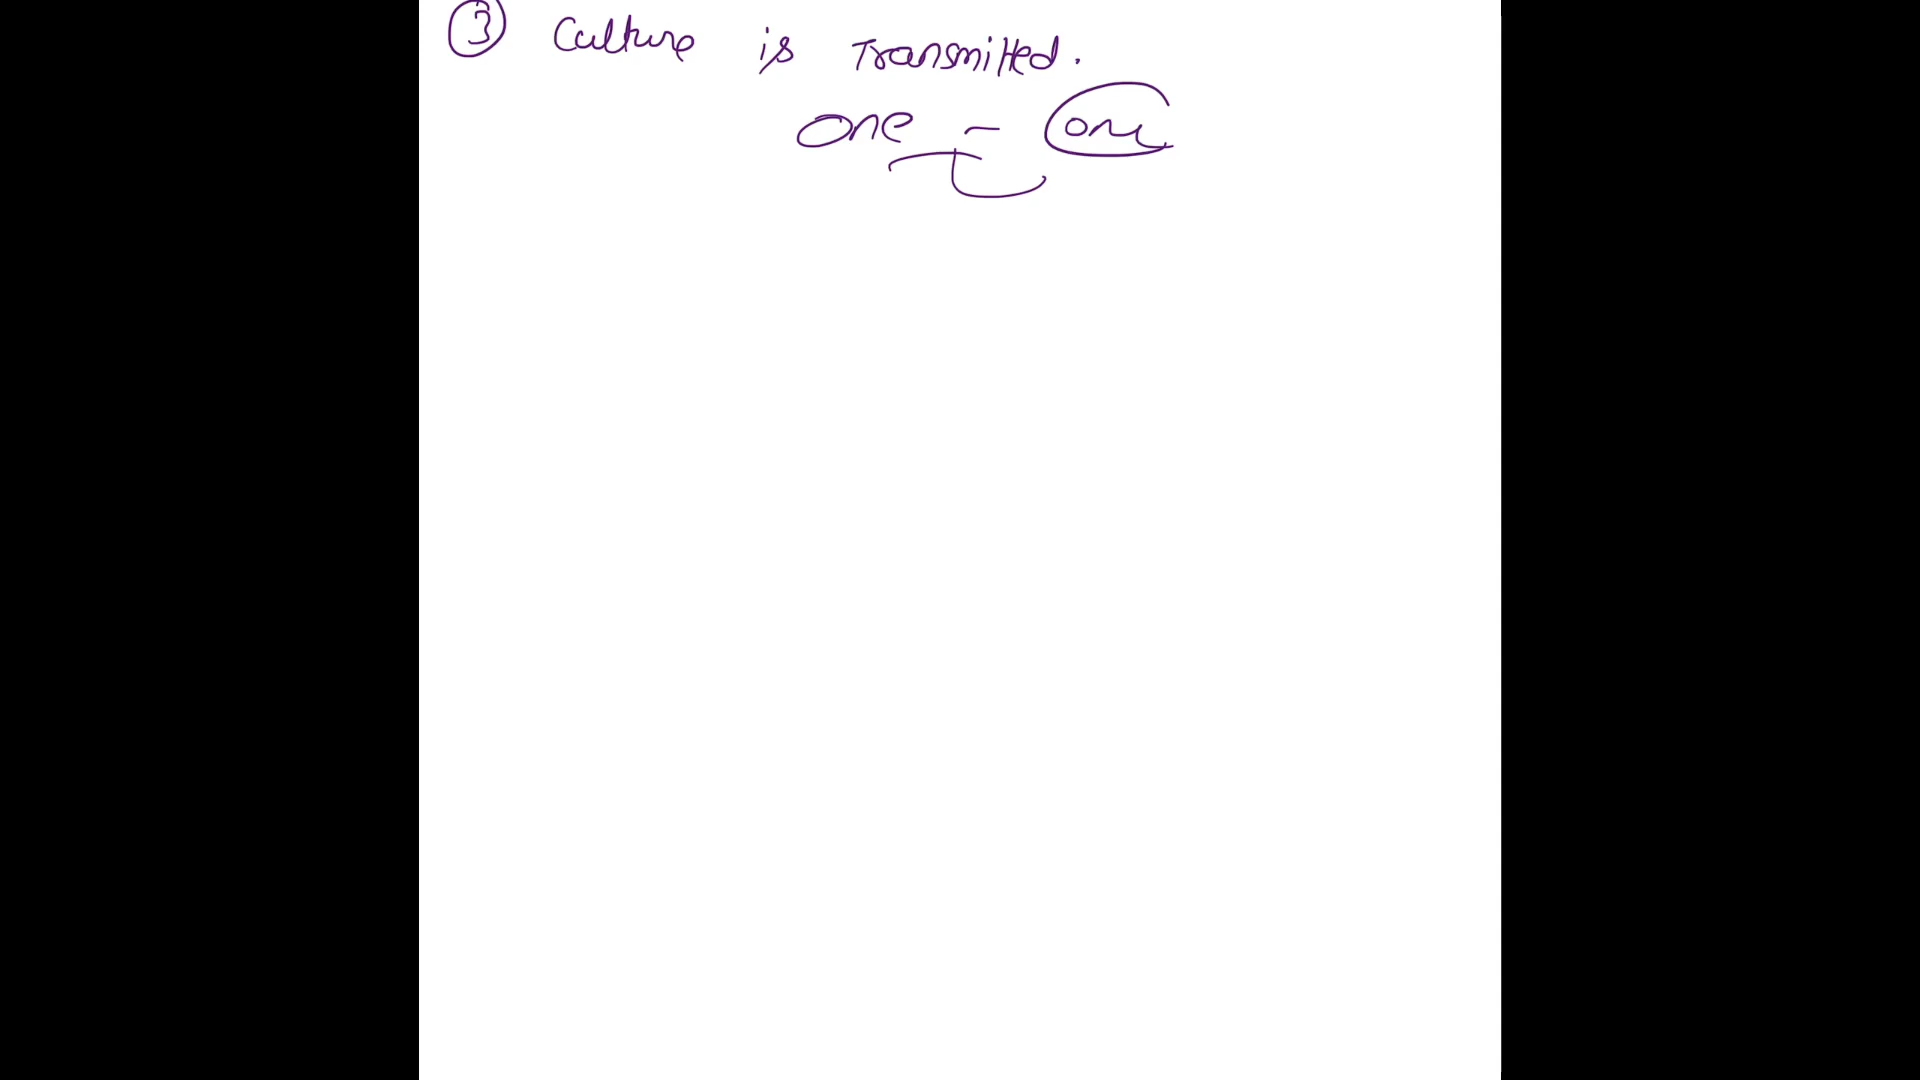 ③ Culture is Transmitted.
one - one